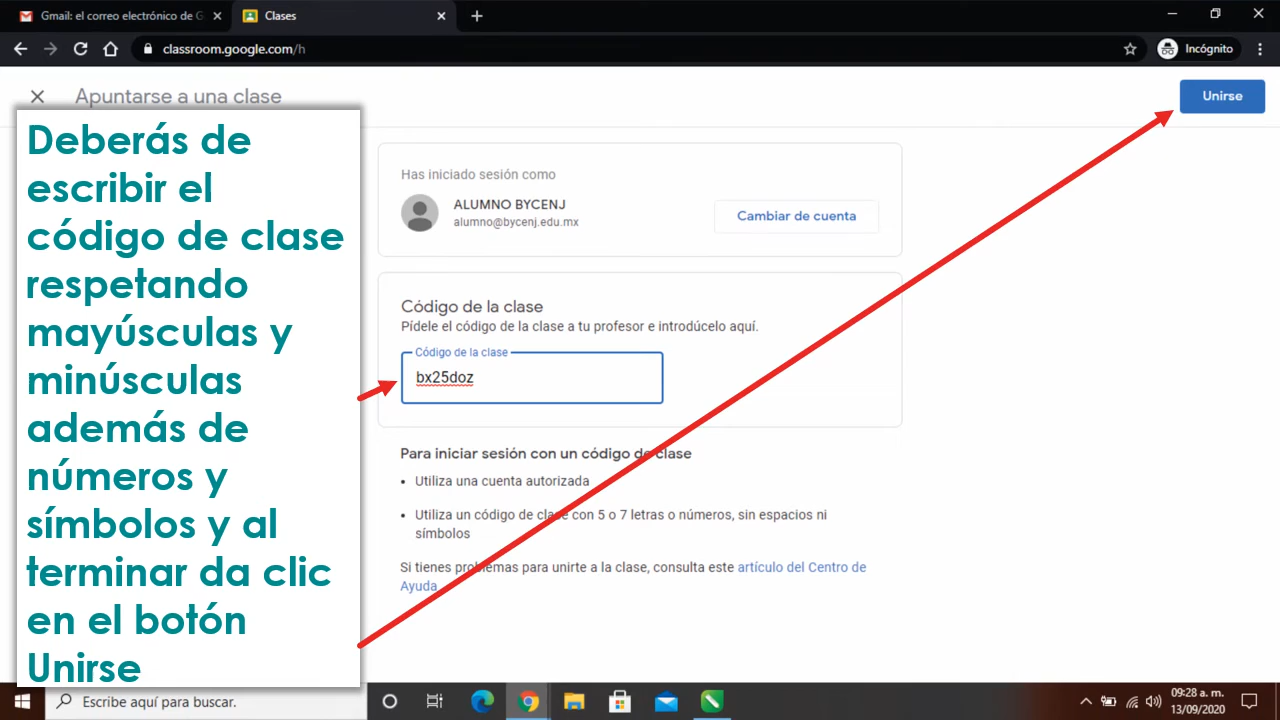 Gmail: el correo electrónico de G
Clases
classroom.google.com/h
Incógnito
Apuntarse a una clase
Unirse
Deberás de
escribir el
código de clase
respetando
mayúsculas y
minúsculas
además de
números y
símbolos y al
terminar da clic
en el botón
Unirse
Has iniciado sesión como
ALUMNO BYCENJ
alumno@bycenj.edu.mx
Cambiar de cuenta
Código de la clase
Pídele el código de la clase a tu profesor e introdúcelo aquí.
Código de la clase
bx25doz
Para iniciar sesión con un código de clase
• Utiliza una cuenta autorizada
• Utiliza un código de clase con 5 o 7 letras o números, sin espacios ni
símbolos
Si tienes problemas para unirte a la clase, consulta este artículo del Centro de
Ayuda.
Escribe aquí para buscar.
09:28 a. m.
13/09/2020